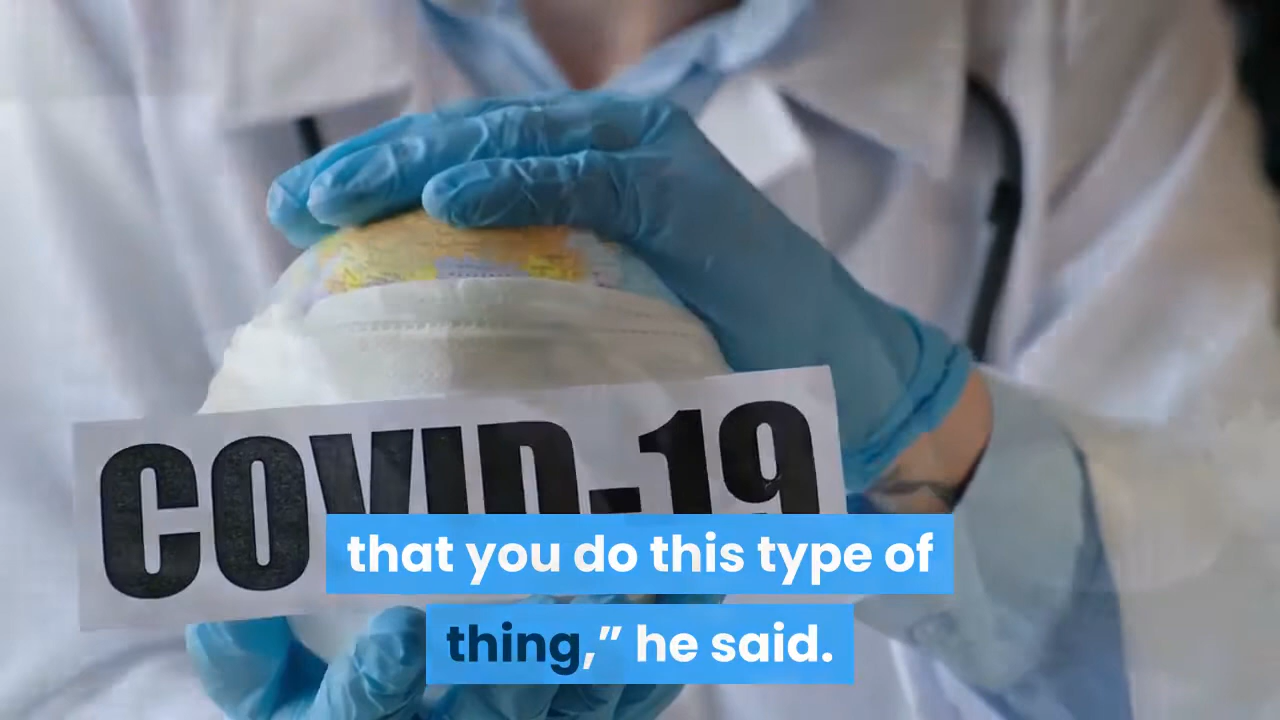 COVID-19
that you do this type of
thing,” he said.